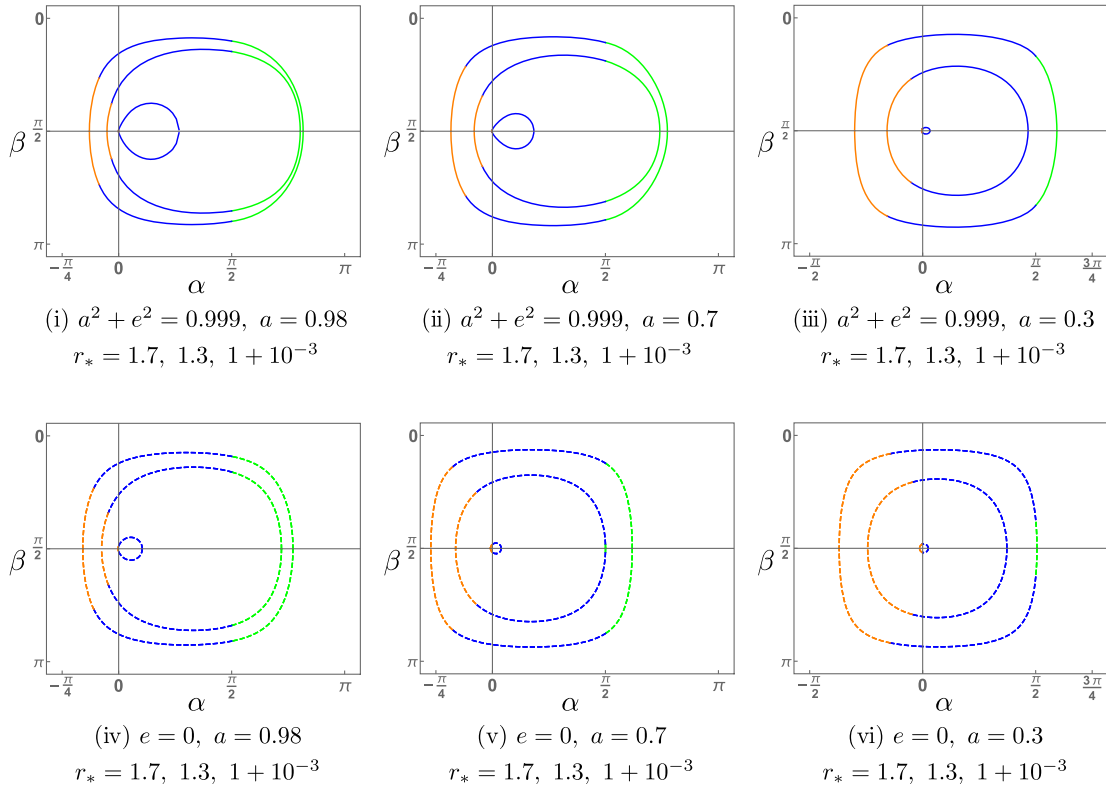 0
π/2
π
β
−π/4 0 π/2 π
α
(i) a² + e² = 0.999, a = 0.98
r* = 1.7, 1.3, 1 + 10⁻³
0
π/2
π
β
−π/4 0 π/2 π
α
(ii) a² + e² = 0.999, a = 0.7
r* = 1.7, 1.3, 1 + 10⁻³
0
π/2
π
β
−π/2 0 π/2 3π/4
α
(iii) a² + e² = 0.999, a = 0.3
r* = 1.7, 1.3, 1 + 10⁻³
0
π/2
π
β
−π/4 0 π/2 π
α
(iv) e = 0, a = 0.98
r* = 1.7, 1.3, 1 + 10⁻³
0
π/2
π
β
−π/4 0 π/2 π
α
(v) e = 0, a = 0.7
r* = 1.7, 1.3, 1 + 10⁻³
0
π/2
π
β
−π/2 0 π/2 3π/4
α
(vi) e = 0, a = 0.3
r* = 1.7, 1.3, 1 + 10⁻³